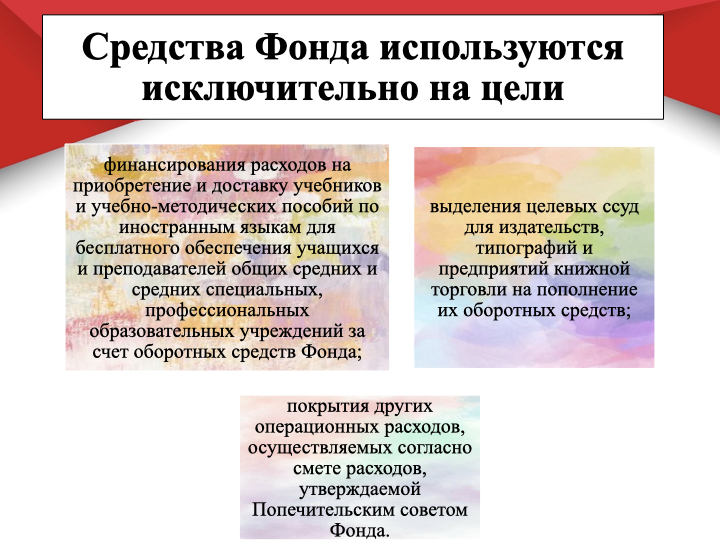 Средства Фонда используются
исключительно на цели
финансирования расходов на
приобретение и доставку учебников
и учебно-методических пособий по
иностранным языкам для
бесплатного обеспечения учащихся
и преподавателей общих средних и
средних специальных,
профессиональных
образовательных учреждений за
счет оборотных средств Фонда;
выделения целевых ссуд
для издательств,
типографий и
предприятий книжной
торговли на пополнение
их оборотных средств;
покрытия других
операционных расходов,
осуществляемых согласно
смете расходов,
утверждаемой
Попечительским советом
Фонда.